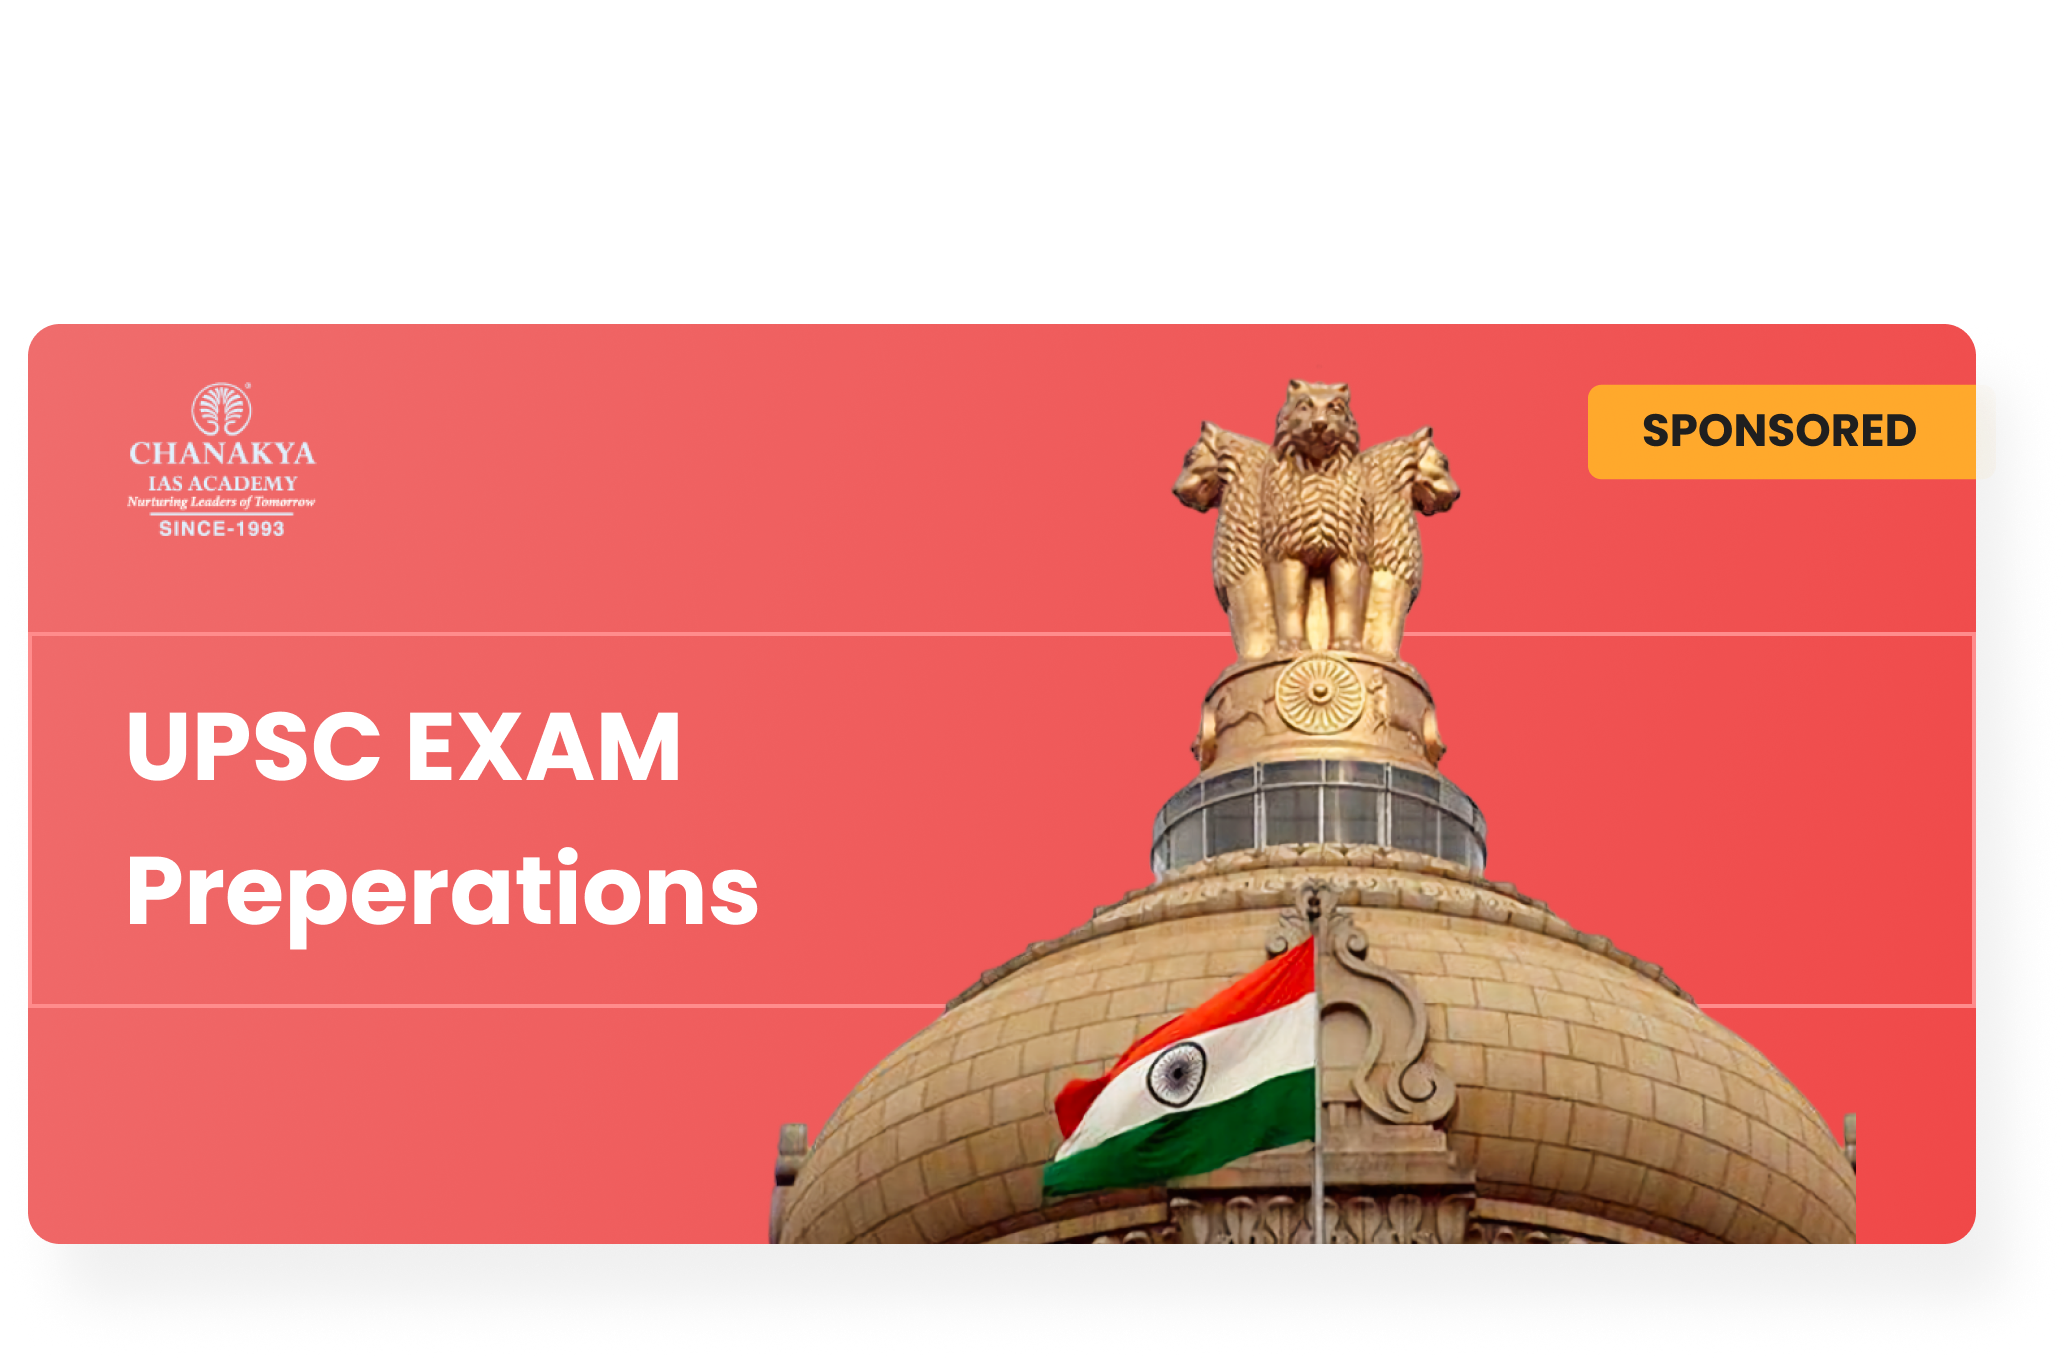 CHANAKYA
IAS ACADEMY
Nurturing Leaders of Tomorrow
SINCE-1993
SPONSORED
UPSC EXAM
Preperations